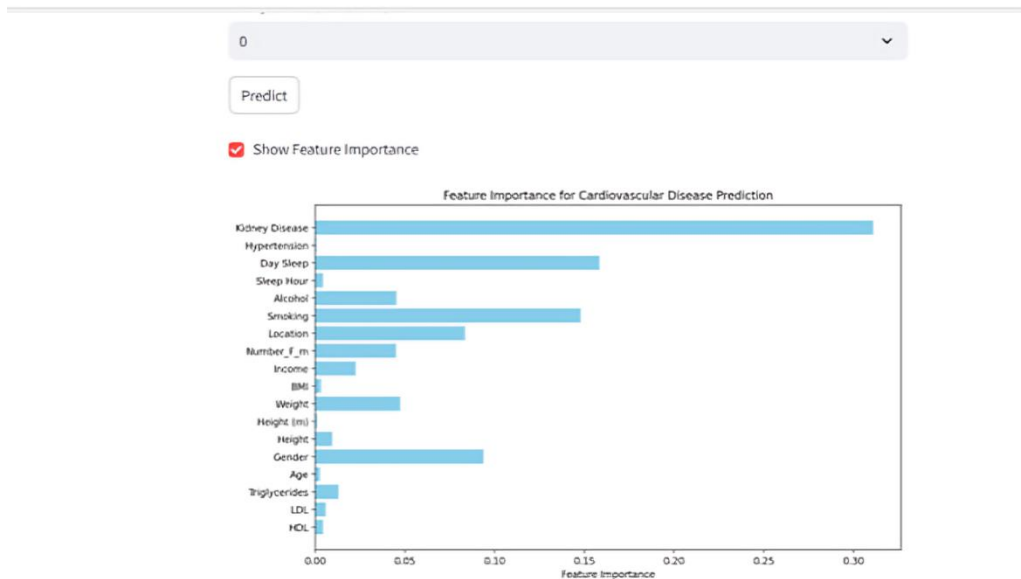 0
Predict
Show Feature Importance
Feature Importance for Cardiovascular Disease Prediction
Kidney Disease
Hypertension
Day Sleep
Sleep Hour
Alcohol
Smoking
Location
Number_F_m
Income
BMI
Weight
Height (m)
Height
Gender
Age
Triglycerides
LDL
HDL
0.00 0.05 0.10 0.15 0.20 0.25 0.30
Feature Importance